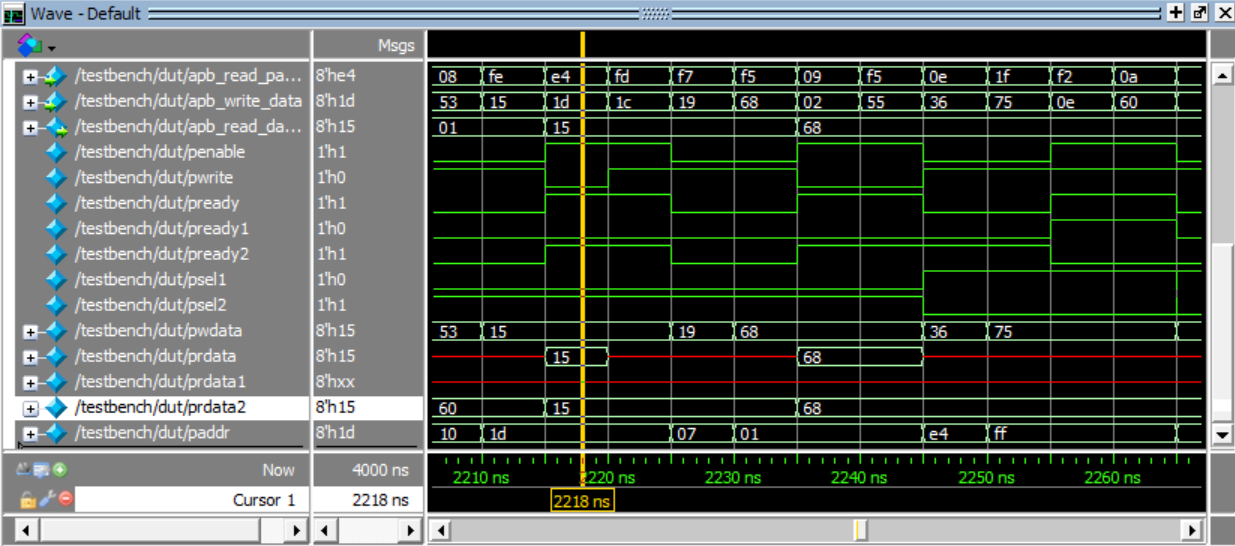 Wave - Default
Msgs
/testbench/dut/apb_read_pa... 8'he4 08 fe e4 fd f7 f5 09 f5 0e 1f f2 0a
/testbench/dut/apb_write_data 8'h1d 53 15 1d 1c 19 68 02 55 36 75 0e 60
/testbench/dut/apb_read_da... 8'h15 01 15 68
/testbench/dut/penable 1'h1
/testbench/dut/pwrite 1'h0
/testbench/dut/pready 1'h1
/testbench/dut/pready1 1'h0
/testbench/dut/pready2 1'h1
/testbench/dut/psel1 1'h0
/testbench/dut/psel2 1'h1
/testbench/dut/pwdata 8'h15 53 15 19 68 36 75
/testbench/dut/prdata 8'h15 15 68
/testbench/dut/prdata1 8'hxx
/testbench/dut/prdata2 8'h15 60 15 68
/testbench/dut/paddr 8'h1d 10 1d 07 01 e4 ff
Now 4000 ns 2210 ns 2220 ns 2230 ns 2240 ns 2250 ns 2260 ns
Cursor 1 2218 ns 2218 ns